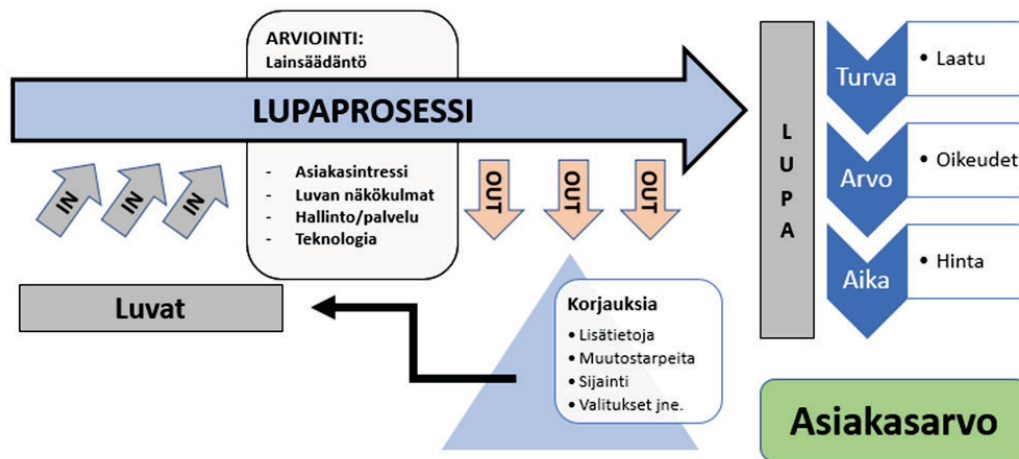 ARVIOINTI:
Lainsäädäntö
LUPAPROSESSI
- Asiakasintressi
- Luvan näkökulmat
- Hallinto/palvelu
- Teknologia
IN
IN
IN
OUT
OUT
OUT
Luvat
Korjauksia
• Lisätietoja
• Muutostarpeita
• Sijainti
• Valitukset jne.
L
U
P
A
Turva
• Laatu
Arvo
• Oikeudet
Aika
• Hinta
Asiakasarvo